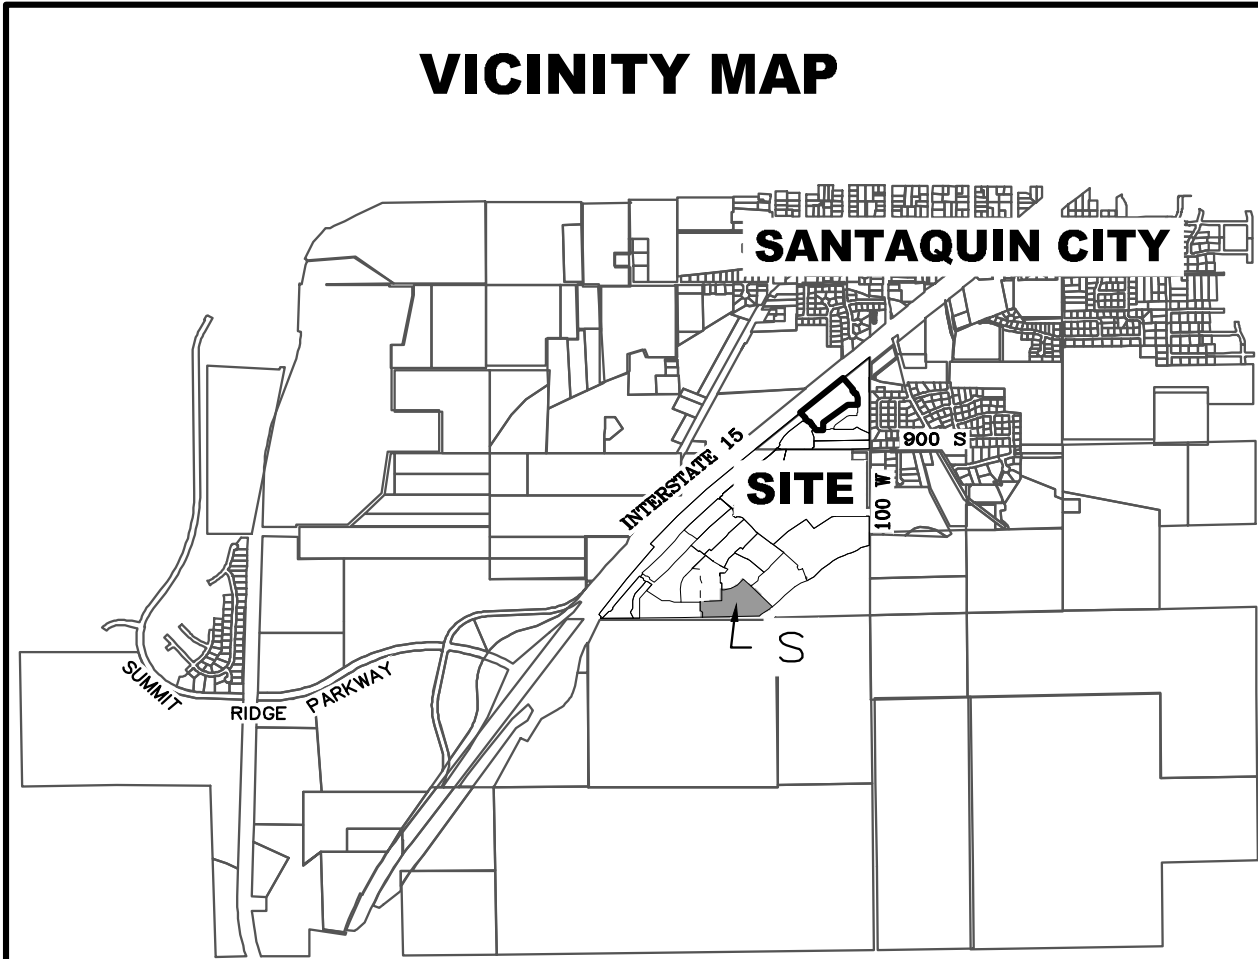 VICINITY MAP
SANTAQUIN CITY
INTERSTATE 15
900 S
SITE
100 W
S
SUMMIT
RIDGE
PARKWAY